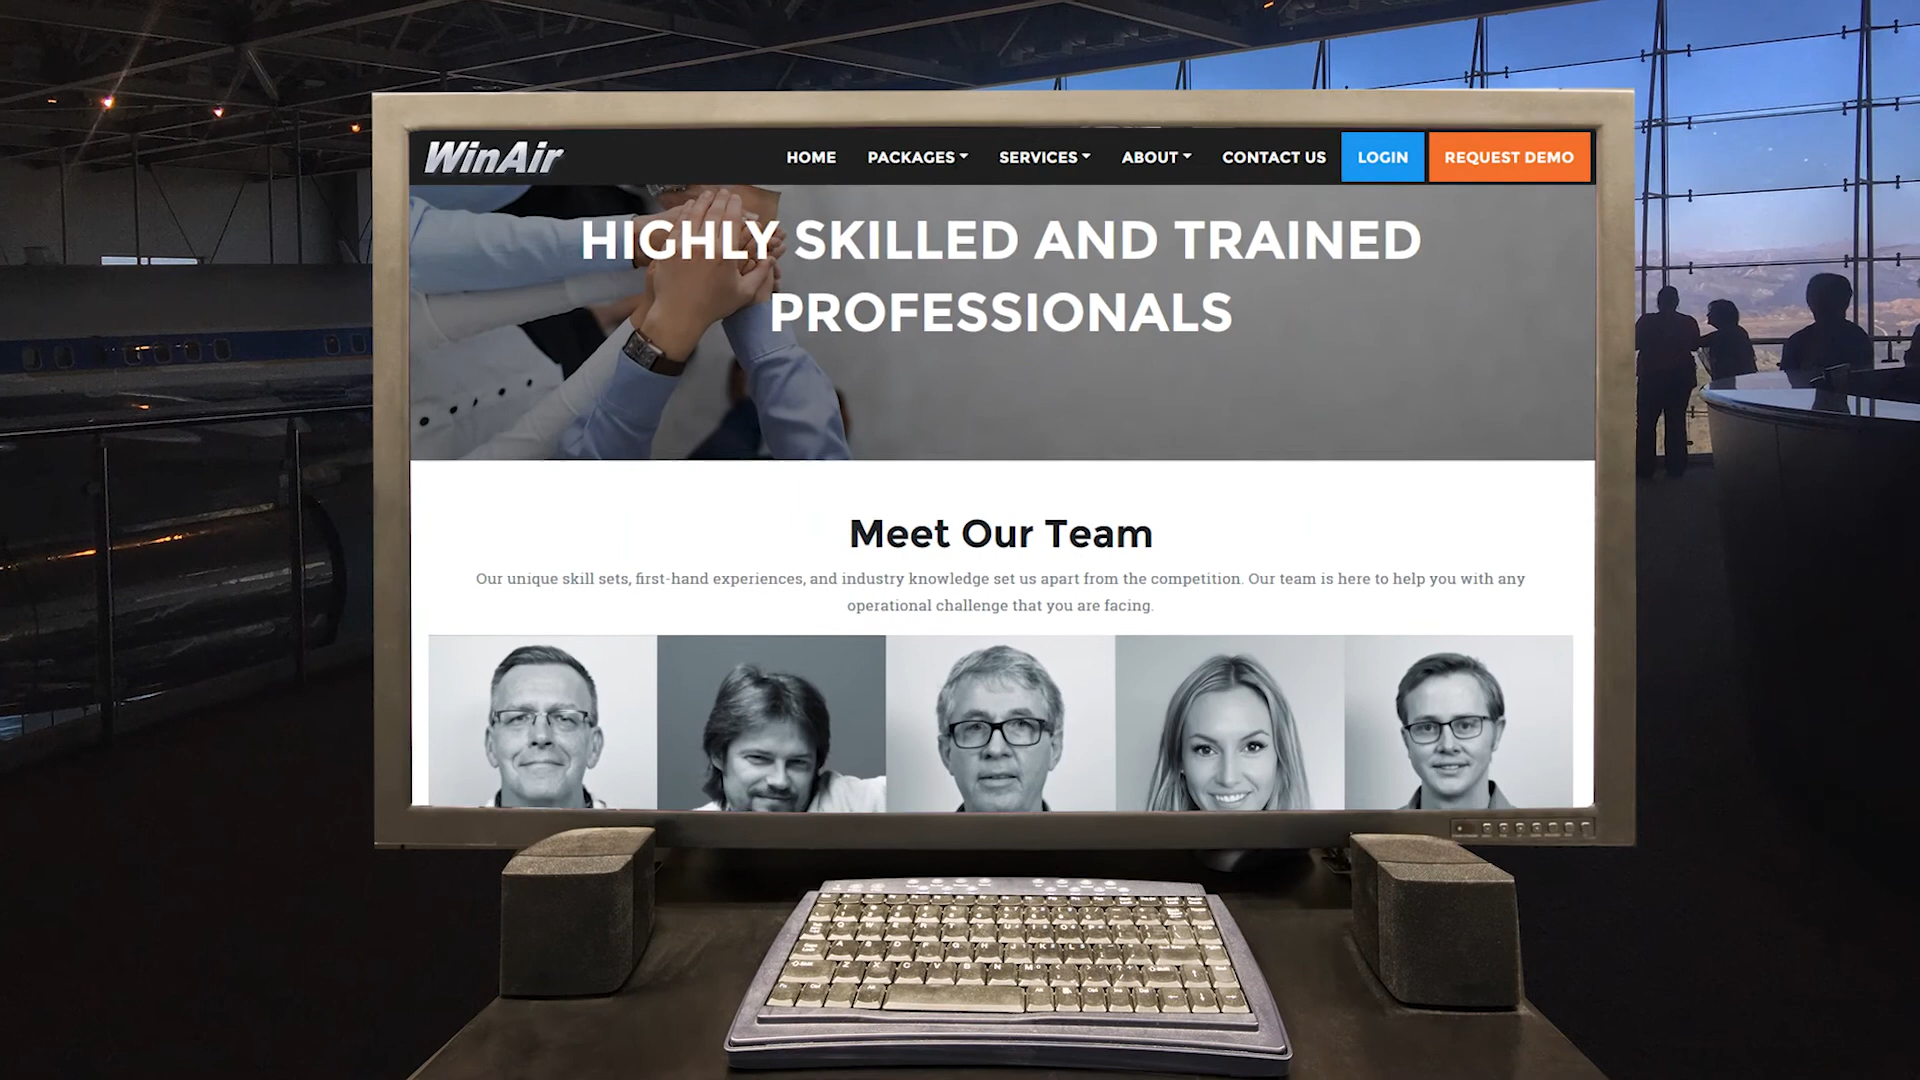 WinAir
HOME PACKAGES SERVICES ABOUT CONTACT US LOGIN REQUEST DEMO
HIGHLY SKILLED AND TRAINED
PROFESSIONALS
Meet Our Team
Our unique skill sets, first-hand experiences, and industry knowledge set us apart from the competition. Our team is here to help you with any
operational challenge that you are facing.